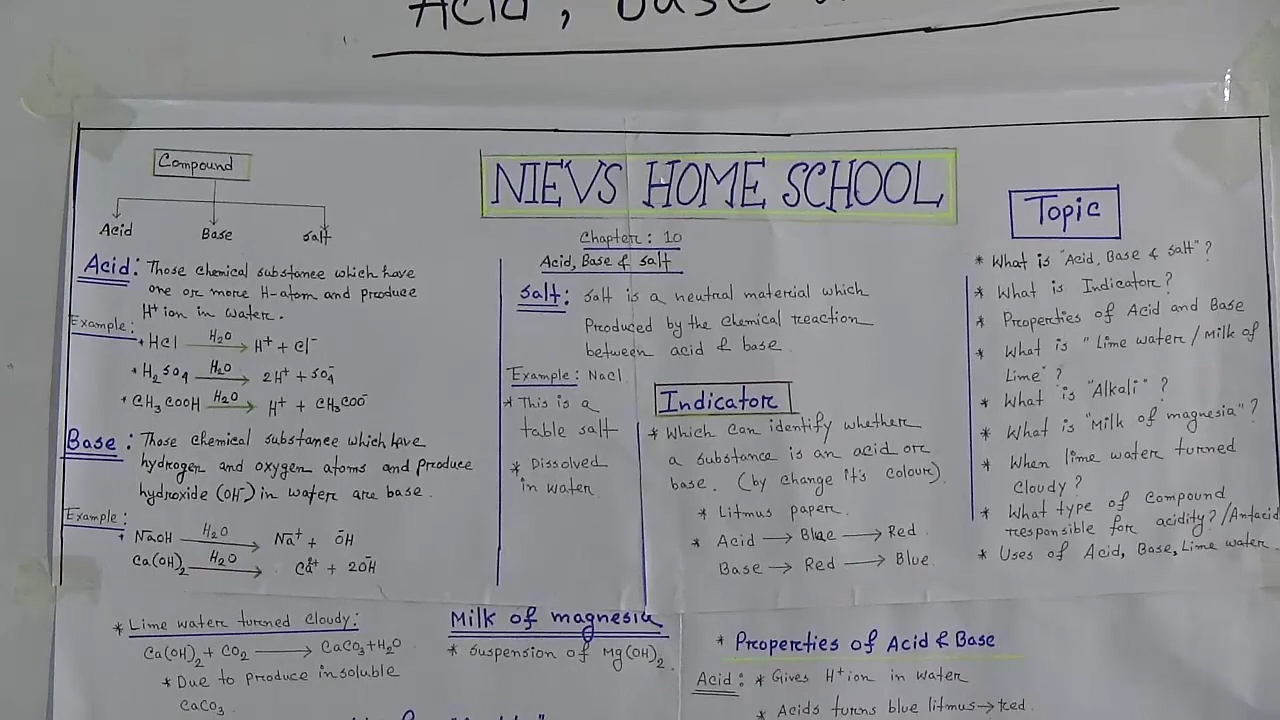 Acid, Base
Compound
Acid Base Salt
Acid: Those chemical substance which have
one or more H-atom and produce
H⁺ ion in water.
Example:
* HCl —H₂O→ H⁺ + Cl⁻
* H₂SO₄ —H₂O→ 2H⁺ + SO₄⁻
* CH₃COOH —H₂O→ H⁺ + CH₃COO⁻
Base: Those chemical substance which have
hydrogen and oxygen atoms and produce
hydroxide (OH⁻) in water are base.
Example:
* NaOH —H₂O→ Na⁺ + OH⁻
Ca(OH)₂ —H₂O→ Ca²⁺ + 2OH⁻
NIEVS HOME SCHOOL
Chapter: 10
Acid, Base & salt
Salt: salt is a neutral material which
Produced by the chemical reaction
between acid & base.
Example: Nacl
* This is a
table salt
* Dissolved
in water
Indicator
* Which can identify whether
a substance is an acid or
base. (by change it's colour).
* Litmus paper.
* Acid → Blue → Red.
Base → Red → Blue.
Topic
* What is "Acid, Base & salt"?
* What is Indicator?
* Properties of Acid and Base
* What is "Lime water/Milk of
Lime"?
* What is "Alkali"?
* What is "Milk of magnesia"?
* When lime water turned
cloudy?
* What type of compound
responsible for acidity?/Antacid
* Uses of Acid, Base, Lime water.
* Lime water turned cloudy:
Ca(OH)₂ + CO₂ → CaCO₃+H₂O
* Due to produce insoluble
CaCO₃.
Milk of magnesia
* suspension of Mg(OH)₂.
* Properties of Acid & Base
Acid: * Gives H⁺ion in water
* Acids turns blue litmus→red.